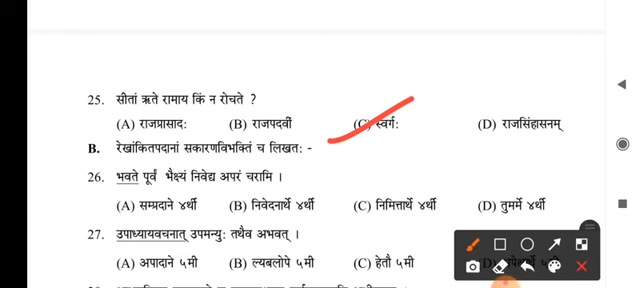 25. सीतां ऋते रामाय किं न रोचते ?
(A) राजप्रासादः (B) राजपदवीं (C) स्वर्गः (D) राजसिंहासनम्
B. रेखांकितपदानां सकारणविभक्तिं च लिखतः -
26. भवते पूर्वं भैक्ष्यं निवेद्य अपरं चरामि ।
(A) सम्प्रदाने ४र्थी (B) निवेदनार्थे ४र्थी (C) निमित्तार्थे ४र्थी (D) तुमर्मे ४र्थी
27. उपाध्यायवचनात् उपमन्युः तथैव अभवत् ।
(A) अपादाने ५मी (B) ल्यबलोपे ५मी (C) हेतौ ५मी